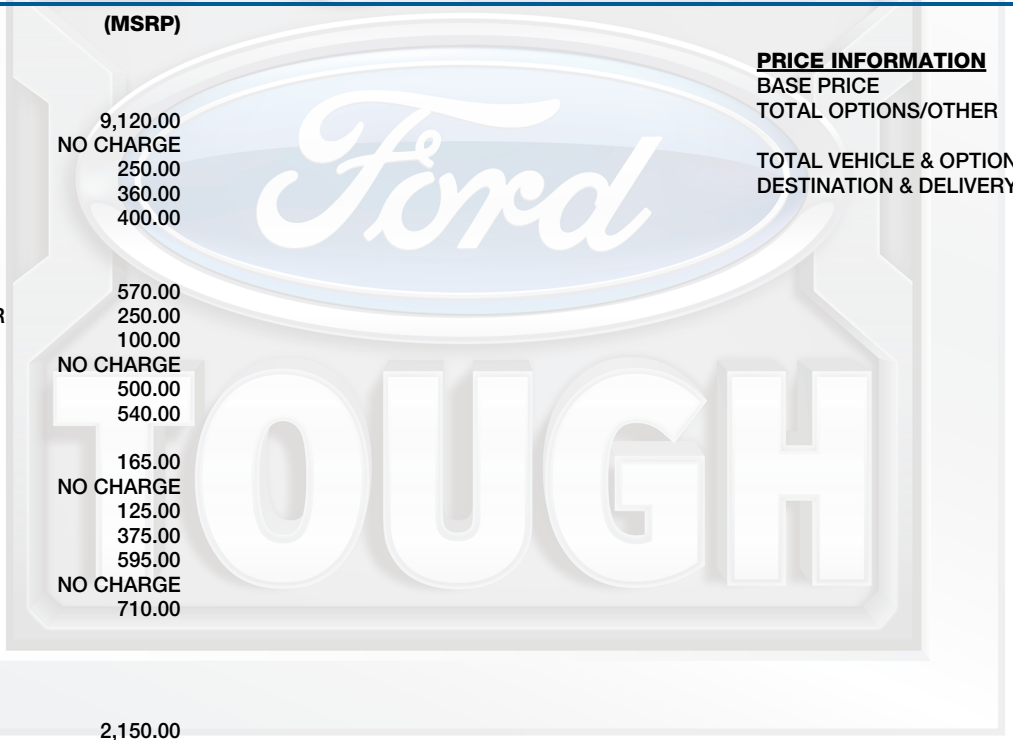 (MSRP)
9,120.00
NO CHARGE
250.00
360.00
400.00
570.00
R 250.00
100.00
NO CHARGE
500.00
540.00
165.00
NO CHARGE
125.00
375.00
595.00
NO CHARGE
710.00
2,150.00
PRICE INFORMATION
BASE PRICE
TOTAL OPTIONS/OTHER
TOTAL VEHICLE & OPTION
DESTINATION & DELIVERY
Ford
TOUGH